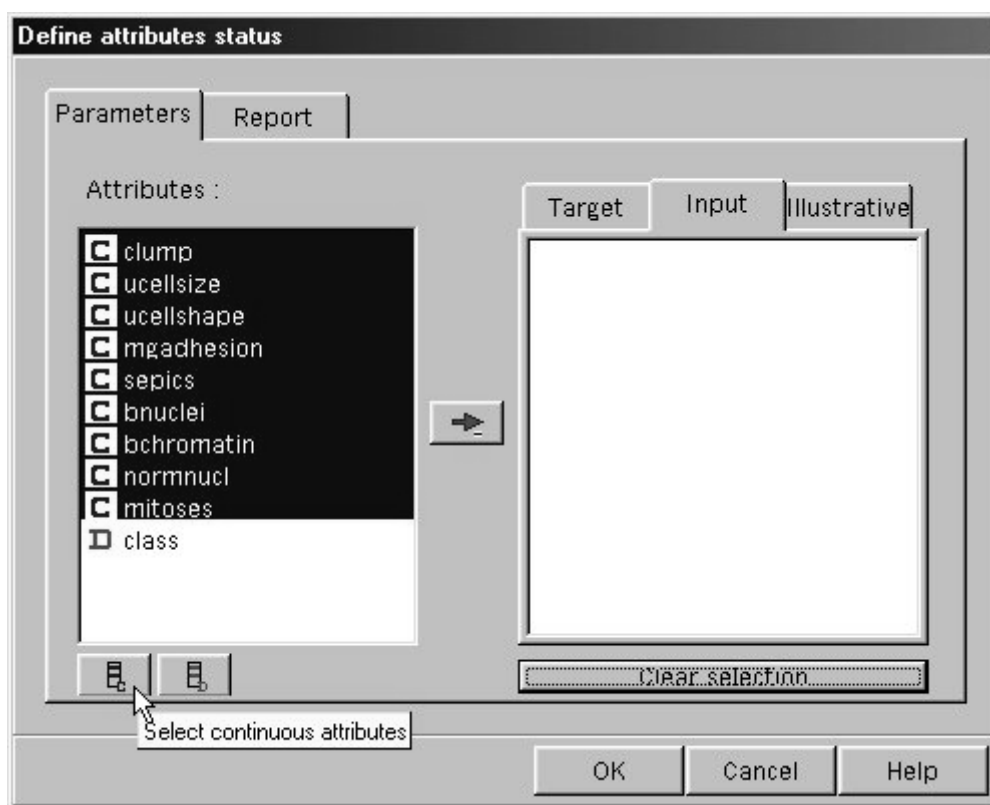 Define attributes status
Parameters
Report
Attributes :
Target
Input
Illustrative
C clump
C ucellsize
C ucellshape
C mgadhesion
C sepics
C bnuclei
C bchromatin
C normnucl
C mitoses
D class
C
D
Clear selection
Select continuous attributes
OK
Cancel
Help